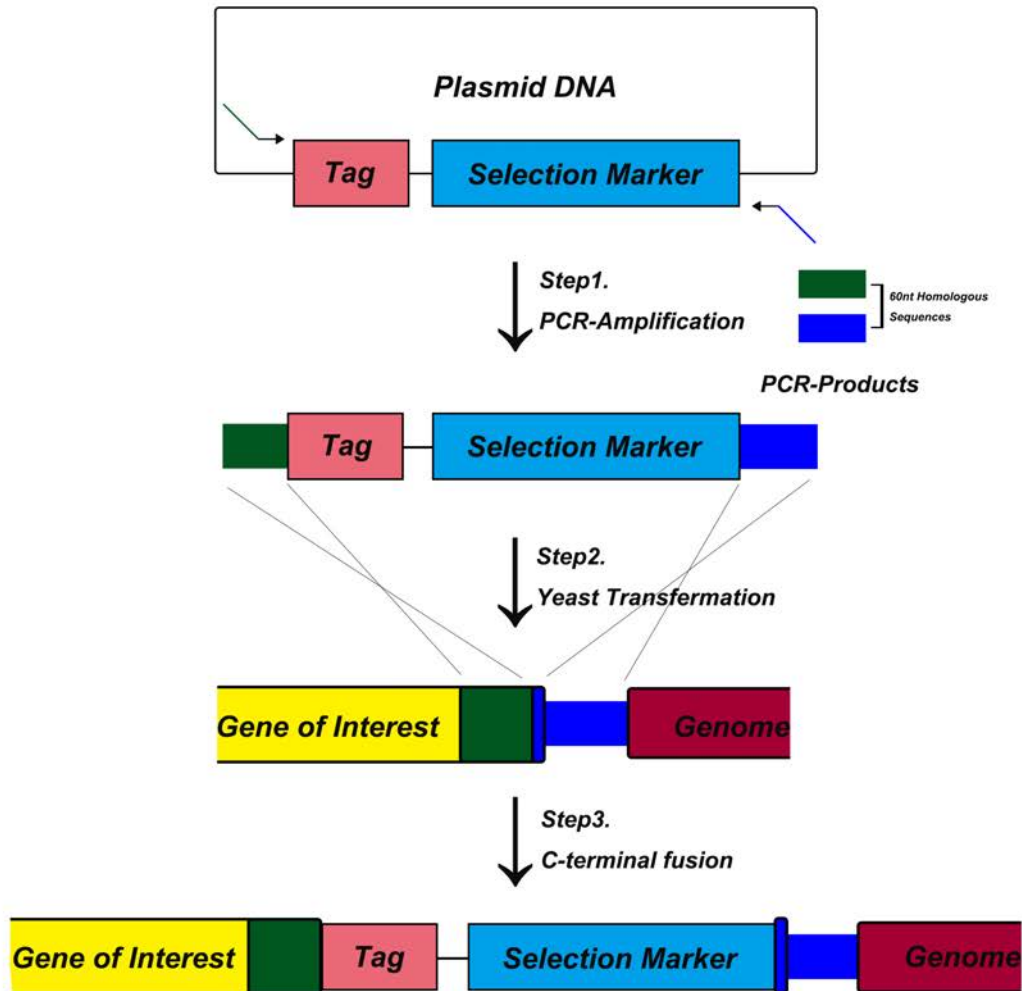 Plasmid DNA
Tag
Selection Marker
Step1.
PCR-Amplification
60nt Homologous
Sequences
PCR-Products
Tag
Selection Marker
Step2.
Yeast Transfermation
Gene of Interest
Genome
Step3.
C-terminal fusion
Gene of Interest
Tag
Selection Marker
Genome